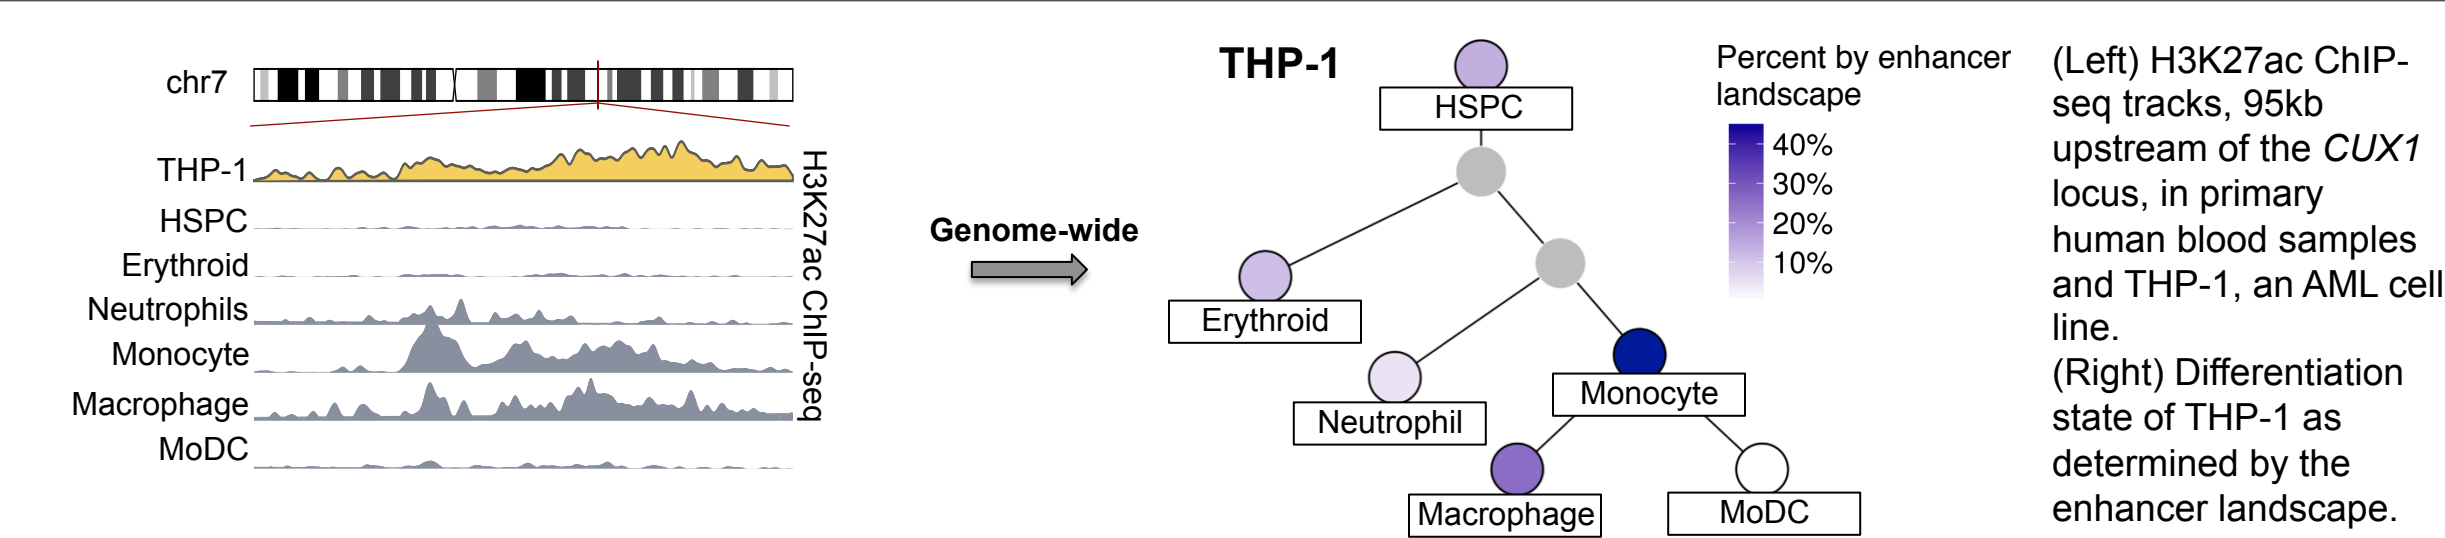 chr7
THP-1
HSPC
Erythroid
Neutrophils
Monocyte
Macrophage
MoDC
H3K27ac ChIP-seq
Genome-wide
THP-1
HSPC
Erythroid
Neutrophil
Monocyte
Macrophage
MoDC
Percent by enhancer
landscape
40%
30%
20%
10%
(Left) H3K27ac ChIP-
seq tracks, 95kb
upstream of the CUX1
locus, in primary
human blood samples
and THP-1, an AML cell
line.
(Right) Differentiation
state of THP-1 as
determined by the
enhancer landscape.